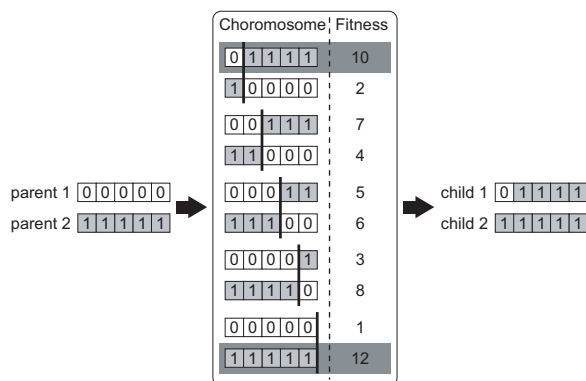 Choromosome Fitness
0 1 1 1 1 10
1 0 0 0 0 2
0 0 1 1 1 7
1 1 0 0 0 4
parent 1 0 0 0 0 0
parent 2 1 1 1 1 1
0 0 0 1 1 5
1 1 1 0 0 6
0 0 0 0 1 3
1 1 1 1 0 8
0 0 0 0 0 1
1 1 1 1 1 12
child 1 0 1 1 1 1
child 2 1 1 1 1 1